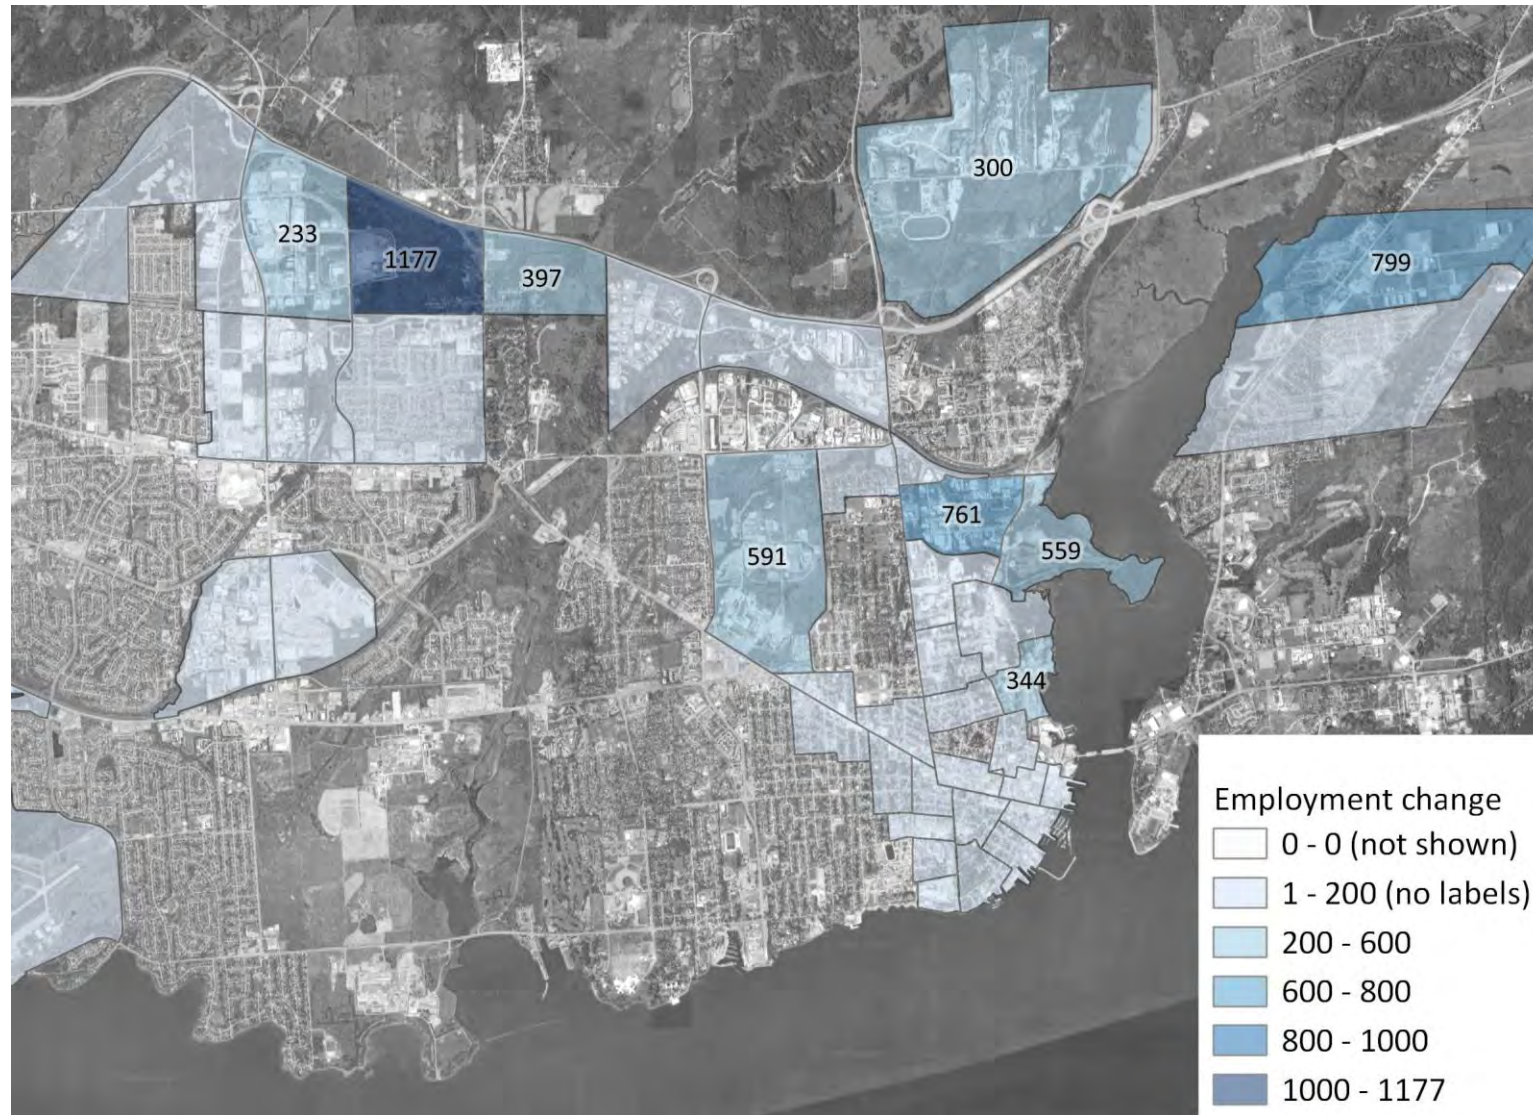 300
233
1177
397
799
591
761
559
344
Employment change
0 - 0 (not shown)
1 - 200 (no labels)
200 - 600
600 - 800
800 - 1000
1000 - 1177